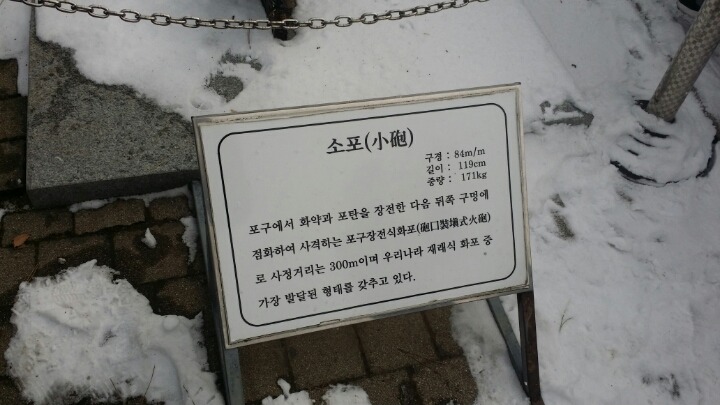 소포(小砲)
구경 : 84m/m
길이 : 119cm
중량 : 171kg
포구에서 화약과 포탄을 장전한 다음 뒤쪽 구멍에
점화하여 사격하는 포구장전식화포(砲口裝塡式火砲)
로 사정거리는 300m이며 우리나라 재래식 화포 중
가장 발달된 형태를 갖추고 있다.